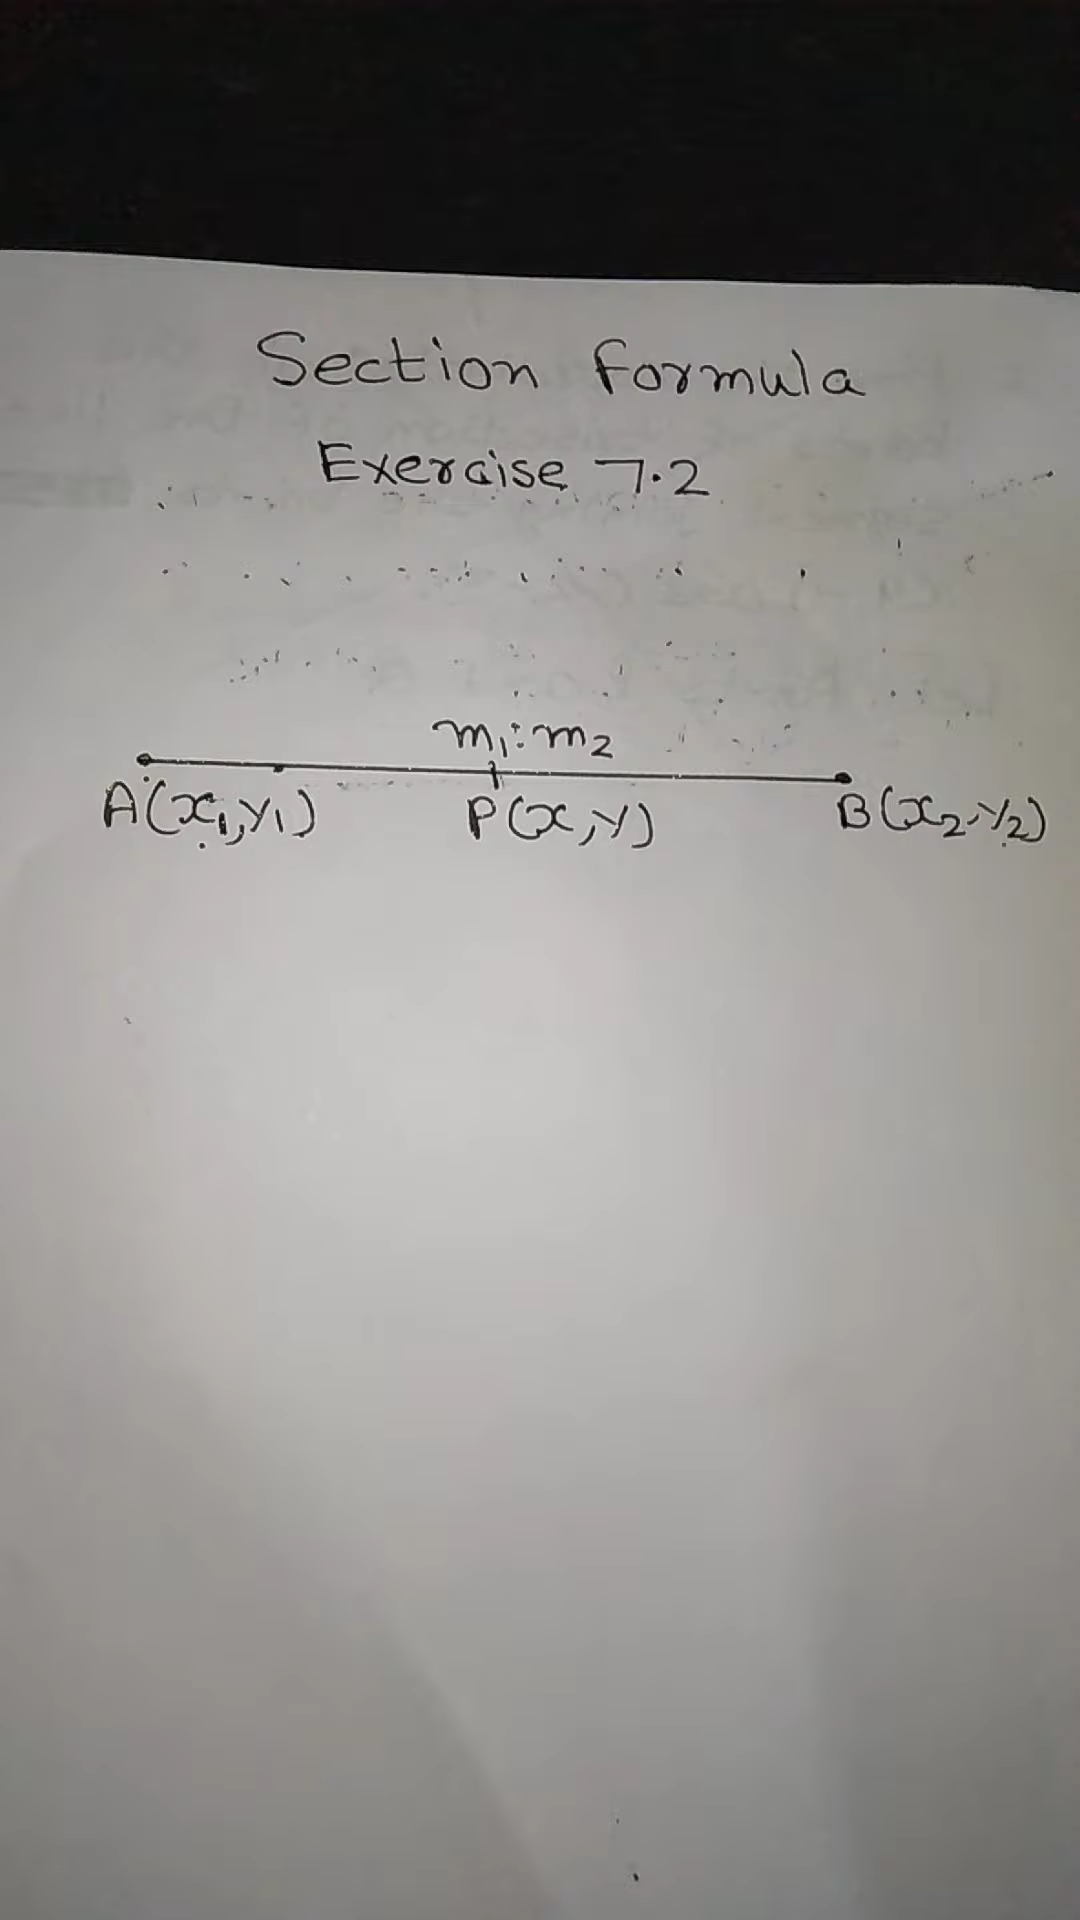 Section formula
Exercise 7.2
m₁:m₂
A(x₁,y₁) P(x,y) B(x₂,y₂)